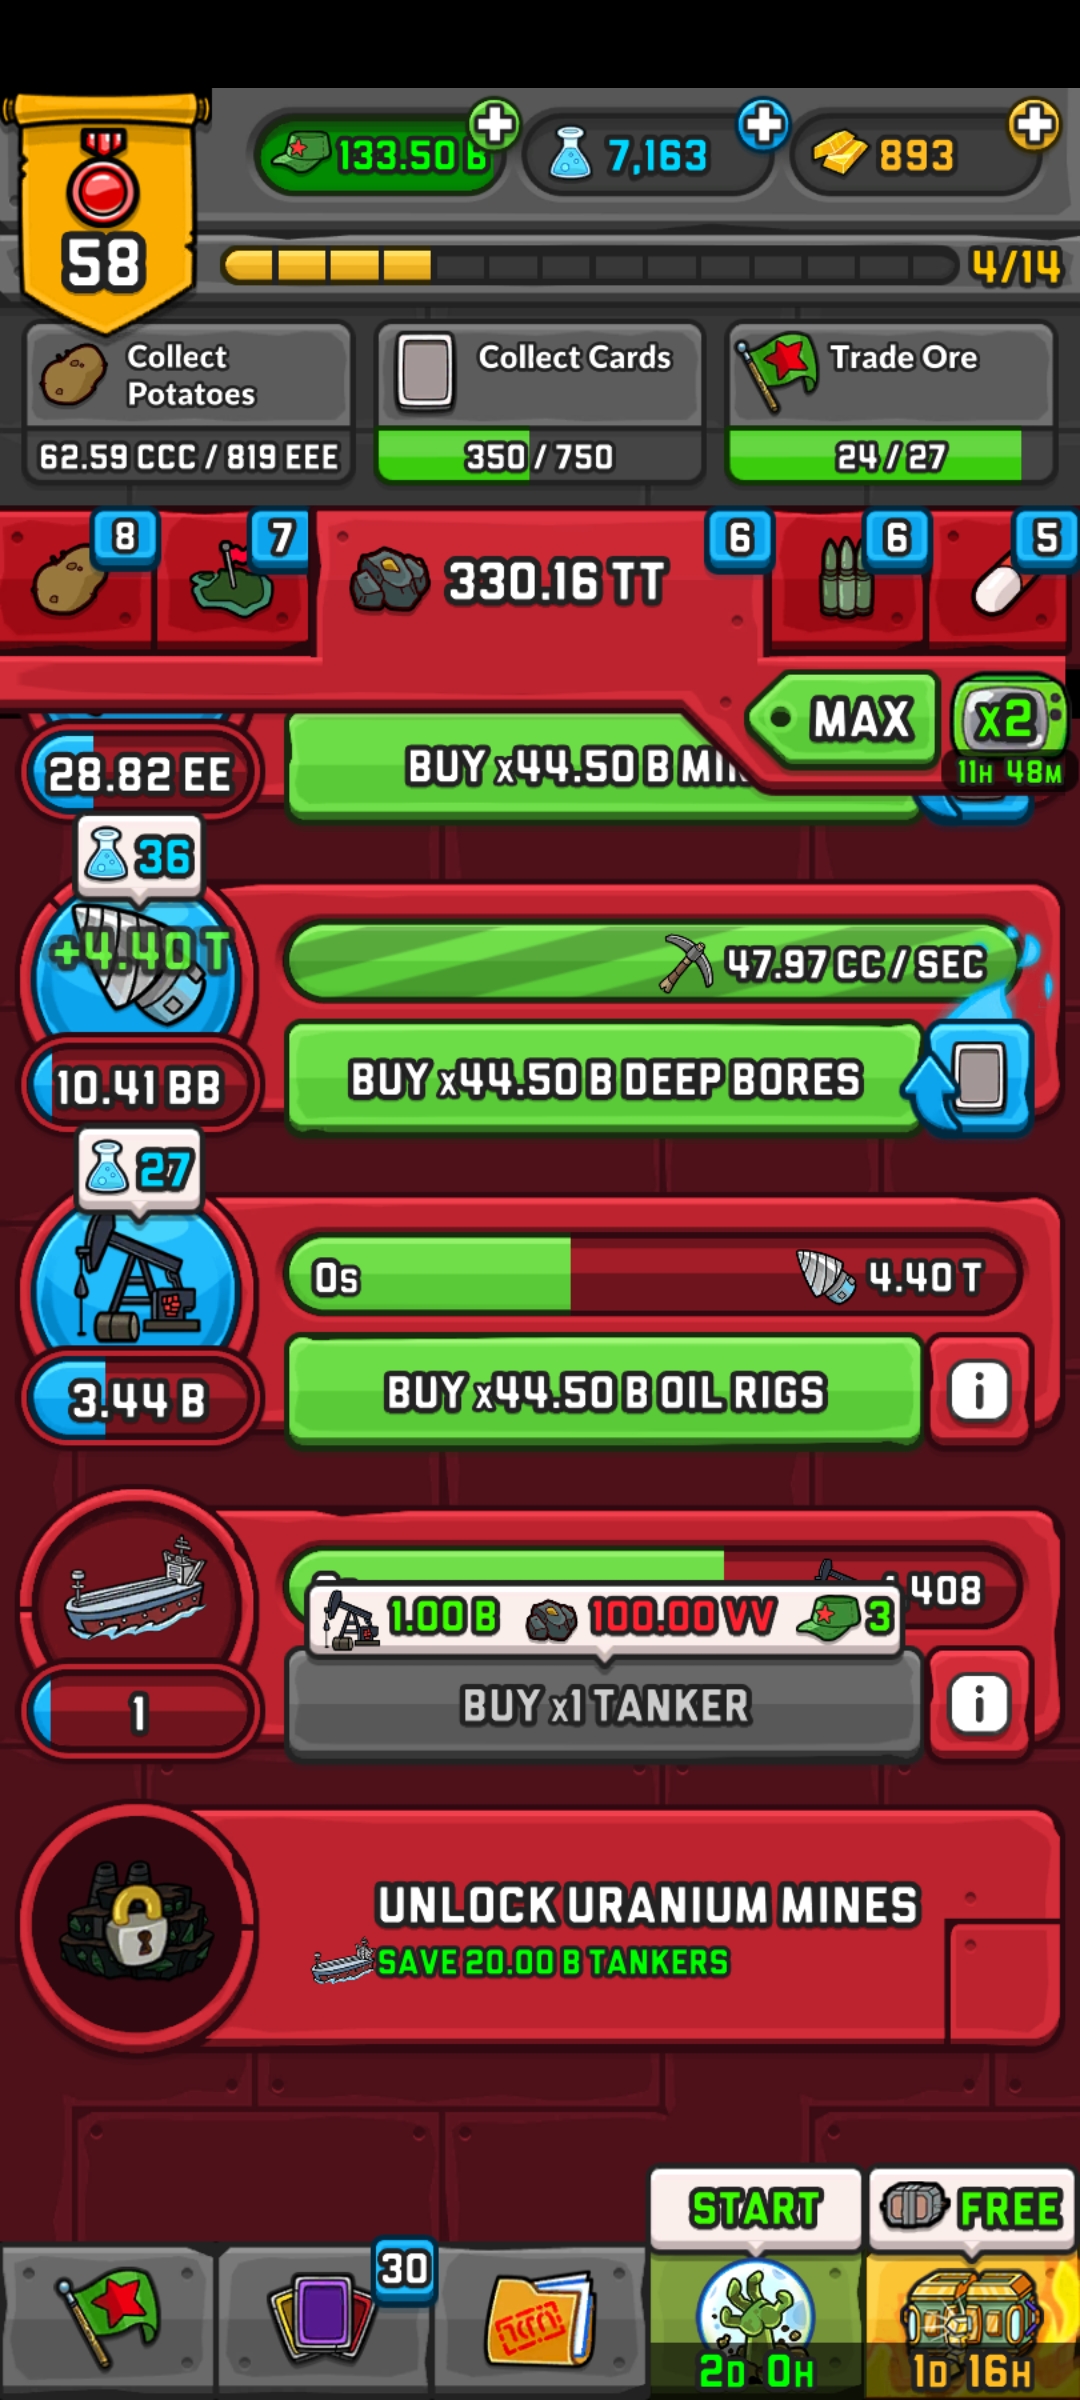 133.50 B
7,163
893
58
4/14
Collect Potatoes
62.59 CCC / 819 EEE
Collect Cards
350 / 750
Trade Ore
24 / 27
8
7
330.16 TT
6
6
5
MAX
x2
11H 48M
28.82 EE
BUY x44.50 B
36
+4.40 T
47.97 CC / SEC
10.41 BB
BUY x44.50 B DEEP BORES
27
0s
4.40 T
3.44 B
BUY x44.50 B OIL RIGS
408
1.00 B
100.00 VV
3
1
BUY x1 TANKER
UNLOCK URANIUM MINES
SAVE 20.00 B TANKERS
START
FREE
30
2D 0H
1D 16H